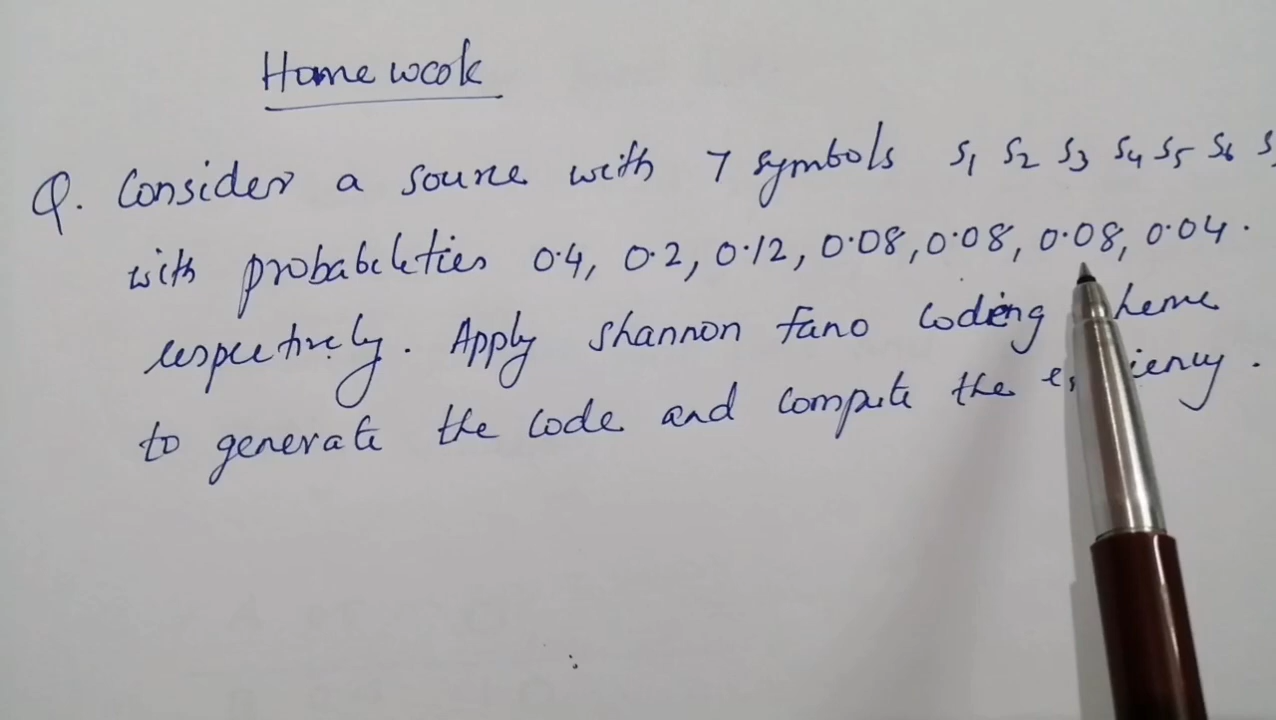 Home work
Q. Consider a source with 7 symbols S1 S2 S3 S4 S5 S6 S
with probabilities 0.4, 0.2, 0.12, 0.08, 0.08, 0.08, 0.04.
respectively. Apply Shannon Fano coding heme
to generate the code and compute the iency.